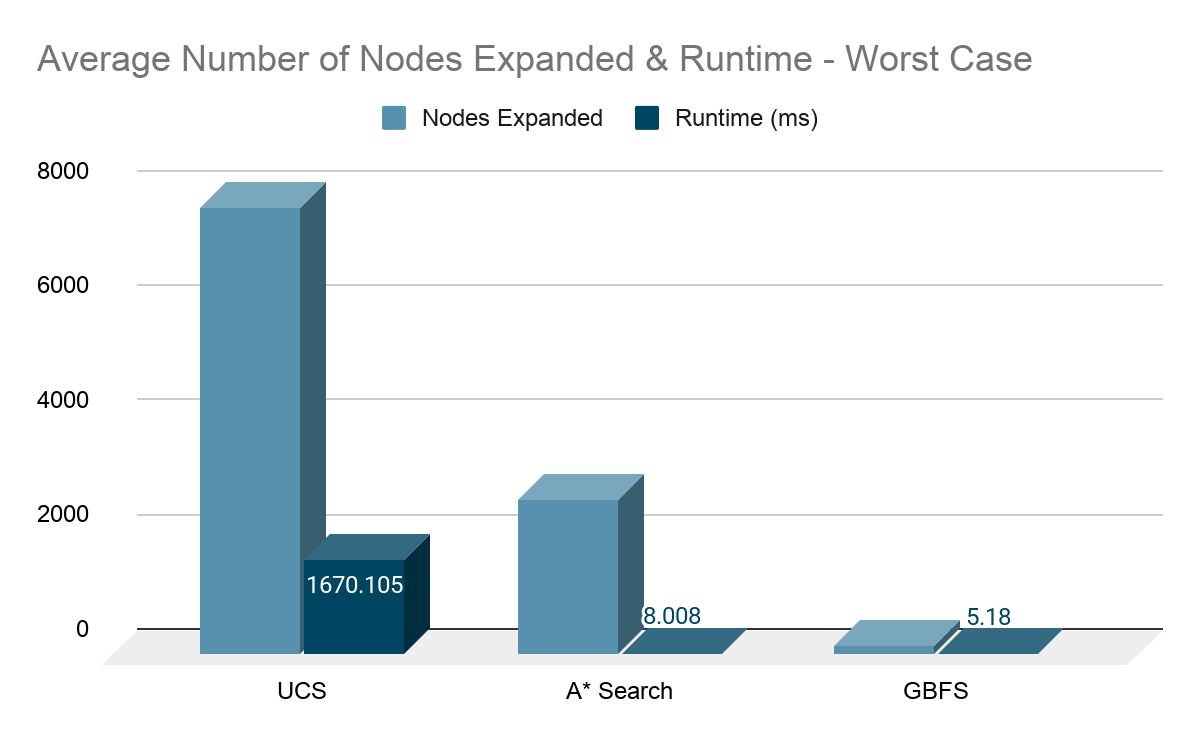 Average Number of Nodes Expanded & Runtime - Worst Case
Nodes Expanded
Runtime (ms)
8000
6000
4000
2000
0
1670.105
8.008
5.18
UCS
A* Search
GBFS